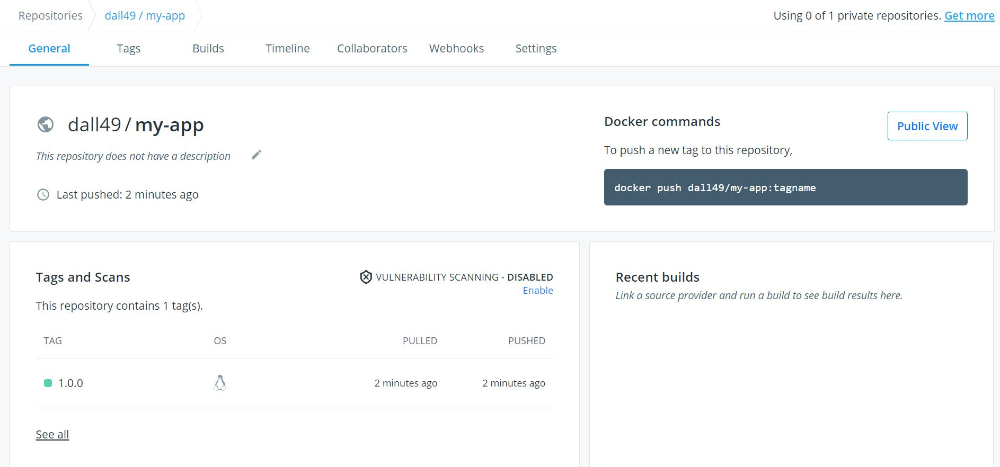 Repositories
dall49 / my-app
Using 0 of 1 private repositories. Get more
General
Tags
Builds
Timeline
Collaborators
Webhooks
Settings
dall49 / my-app
This repository does not have a description
Last pushed: 2 minutes ago
Docker commands
Public View
To push a new tag to this repository,
docker push dall49/my-app:tagname
Tags and Scans
VULNERABILITY SCANNING - DISABLED
Enable
This repository contains 1 tag(s).
TAG OS PULLED PUSHED
1.0.0 2 minutes ago 2 minutes ago
See all
Recent builds
Link a source provider and run a build to see build results here.